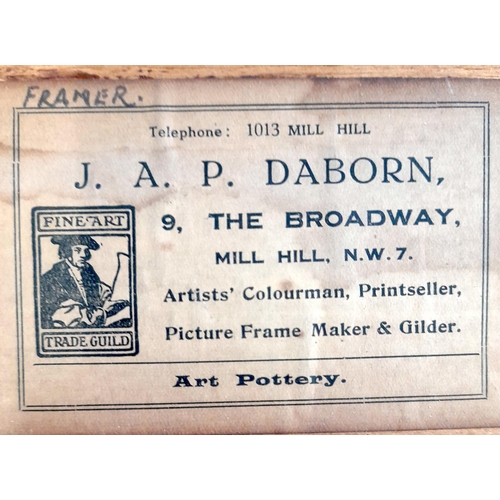 FRAMER.
Telephone: 1013 MILL HILL
J. A. P. DABORN,
9, THE BROADWAY,
MILL HILL, N.W.7.
FINE·ART
TRADE GUILD
Artists' Colourman, Printseller,
Picture Frame Maker & Gilder.
Art Pottery.